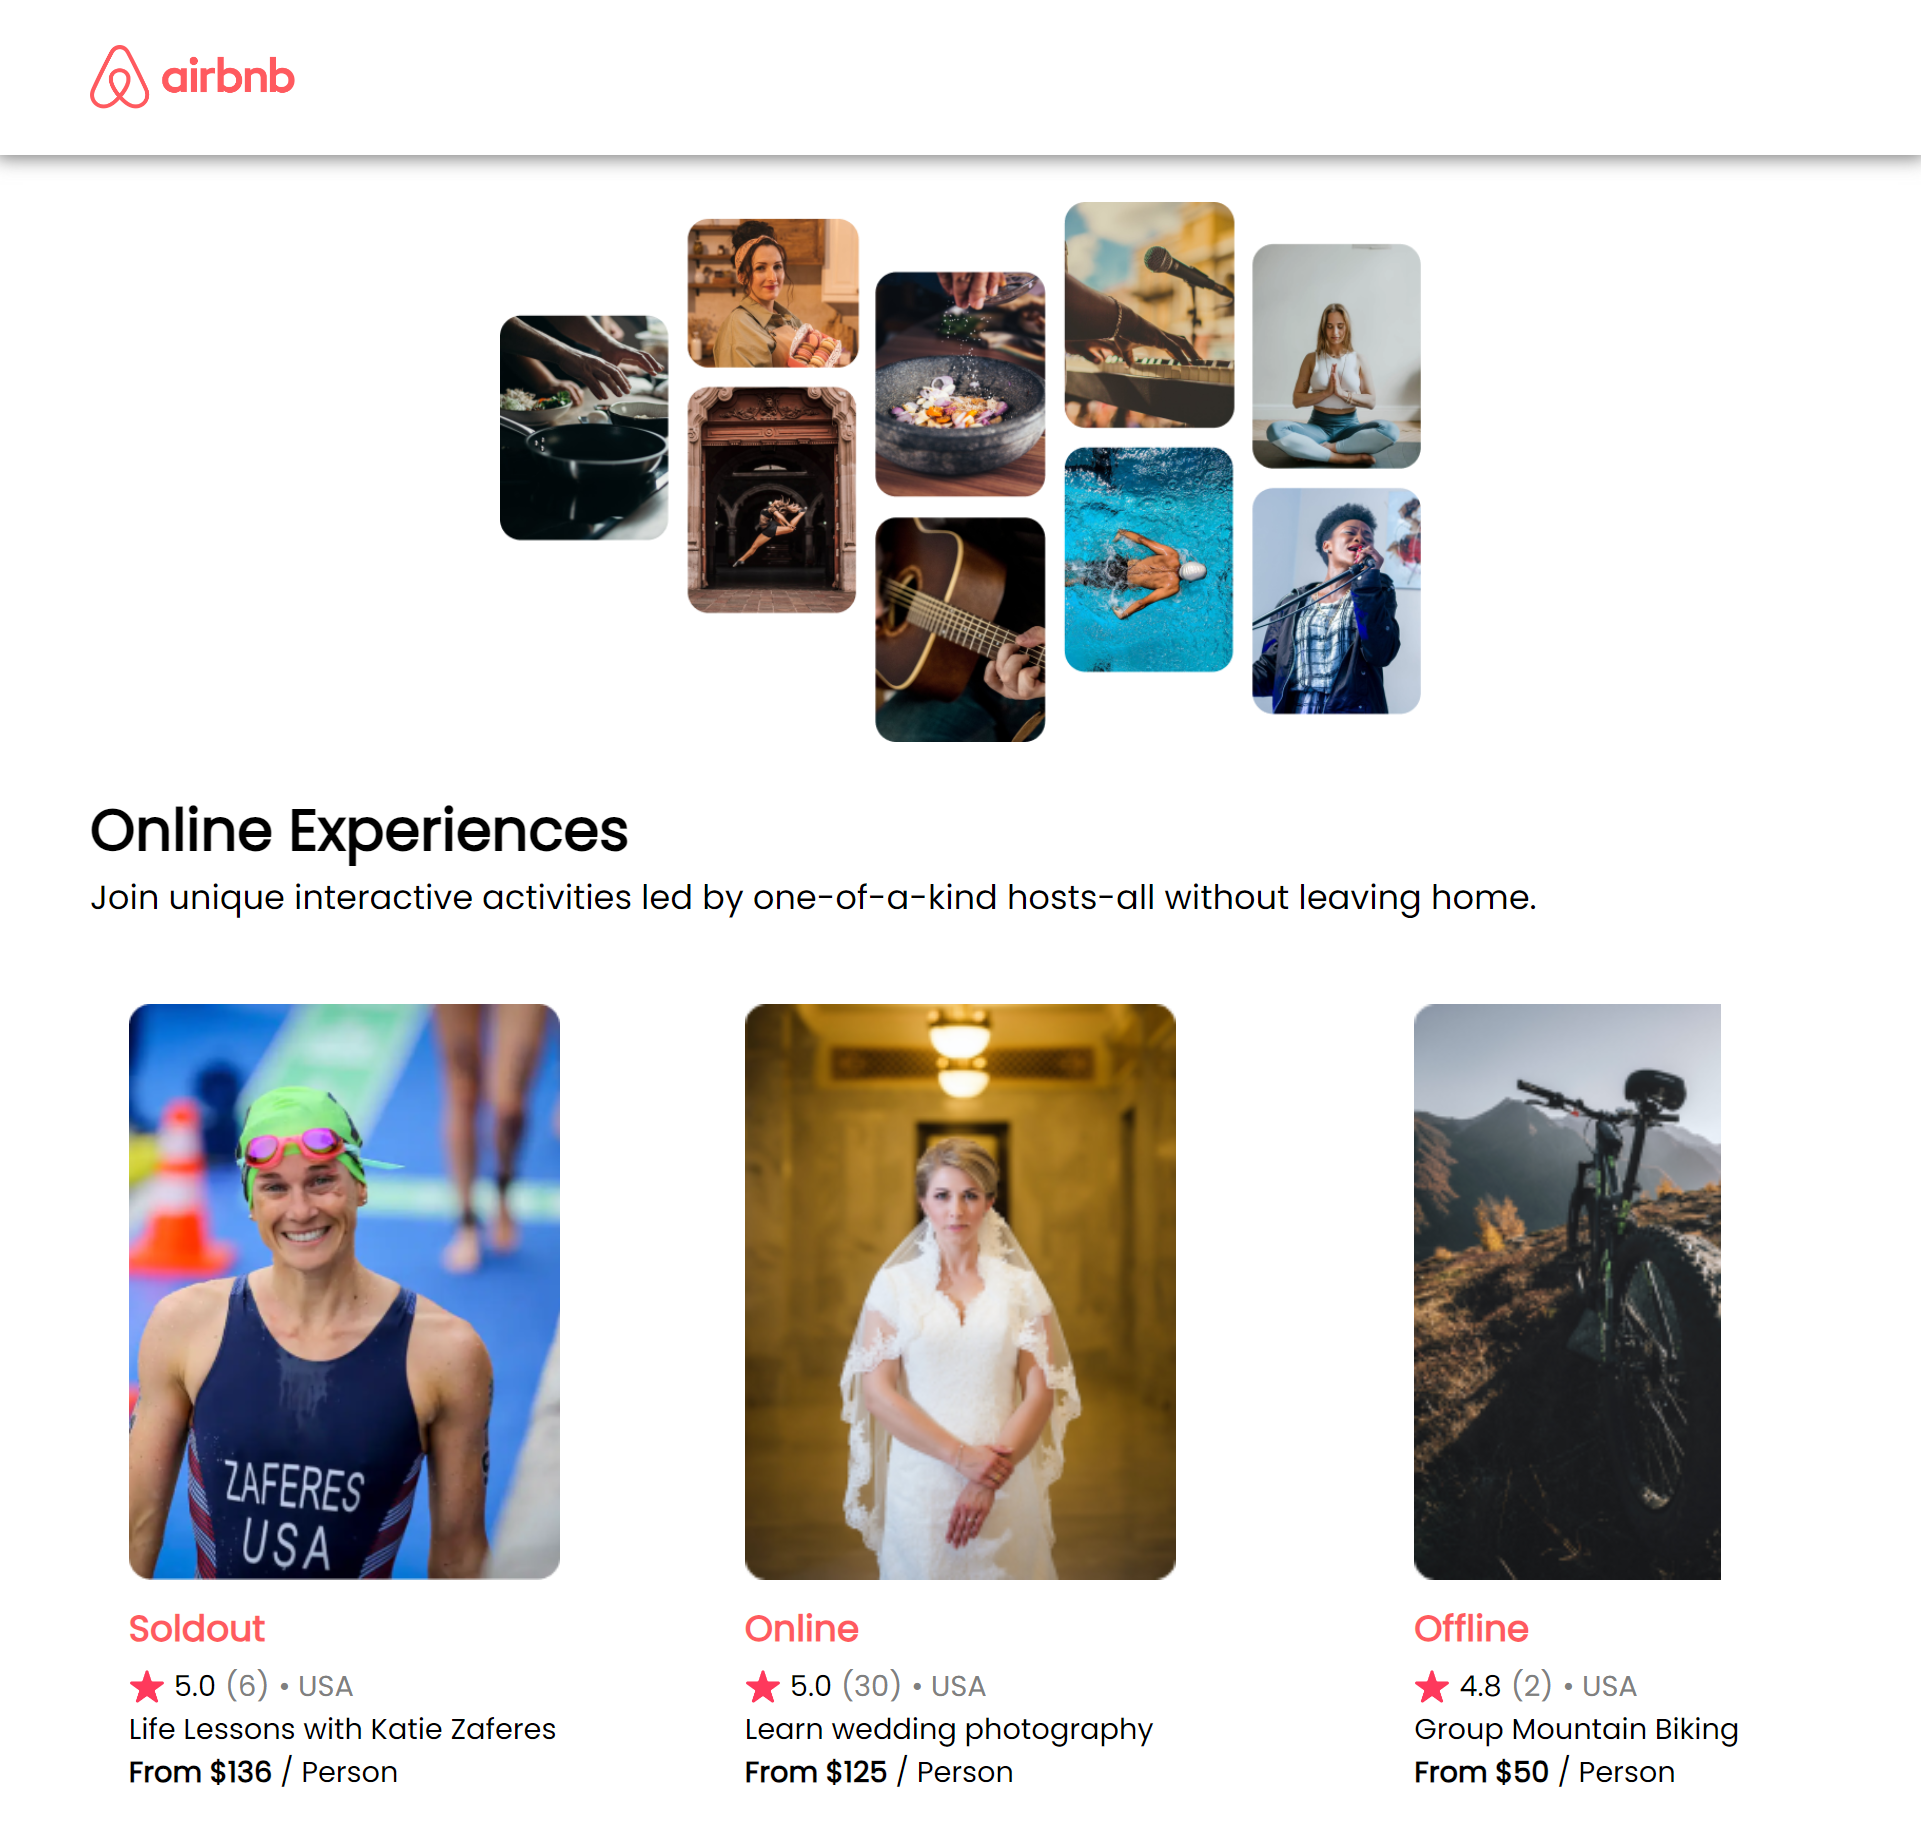 airbnb
Online Experiences
Join unique interactive activities led by one-of-a-kind hosts-all without leaving home.
ZAFERES
USA
Soldout
5.0 (6) • USA
Life Lessons with Katie Zaferes
From $136 / Person
Online
5.0 (30) • USA
Learn wedding photography
From $125 / Person
Offline
4.8 (2) • USA
Group Mountain Biking
From $50 / Person